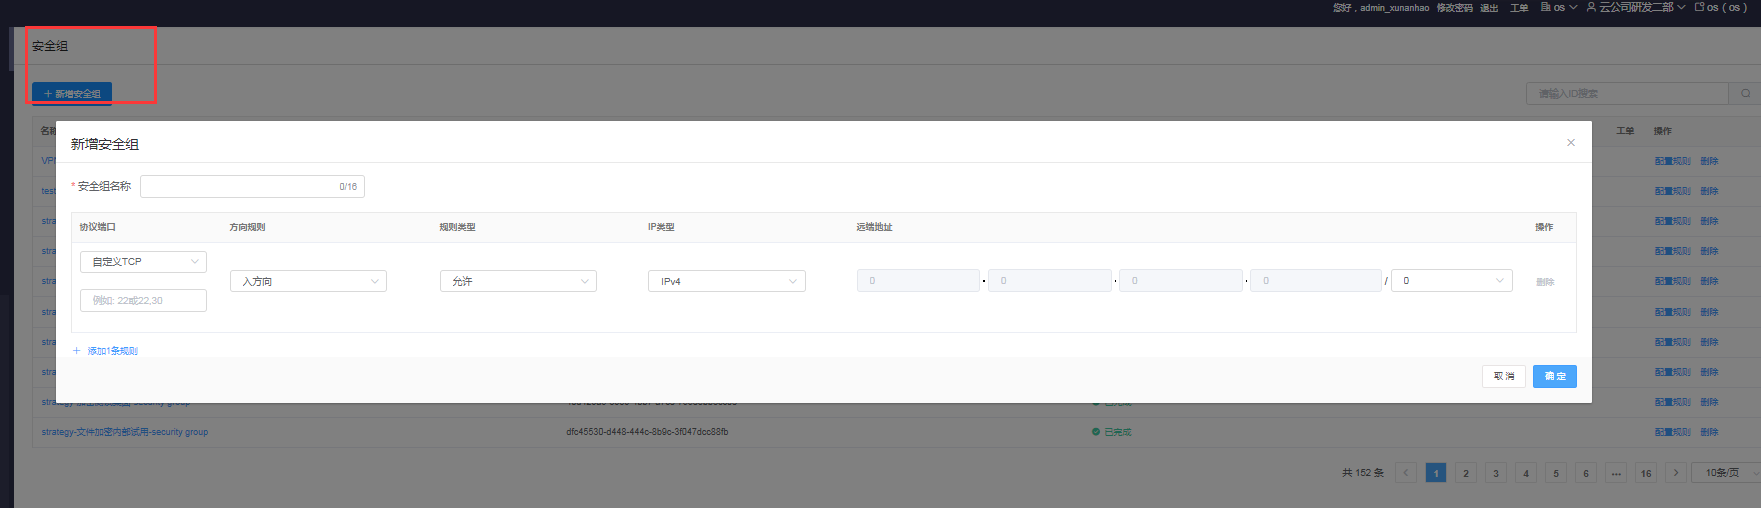 您好，admin_xunanhao 修改密码 退出 工单 os 云公司研发二部 os（os）
安全组
+ 新增安全组 请输入ID搜索
名称 工单 操作
VPN 配置规则 删除
test 配置规则 删除
stra 配置规则 删除
strate 配置规则 删除
strate 配置规则 删除
strate 配置规则 删除
strate 配置规则 删除
strate 配置规则 删除
新增安全组 ×
* 安全组名称 0/16
协议端口 方向规则 规则类型 IP类型 远端地址 操作
自定义TCP
入方向 允许 IPv4 0 . 0 . 0 . 0 / 0 删除
例如: 22或22,30
+ 添加1条规则
取消 确定
配置规则 删除
strategy-文件加密内部试用-security group dfc45530-d448-444c-8b9c-3f047dcc88fb 已完成 配置规则 删除
共 152 条 < 1 2 3 4 5 6 ••• 16 > 10条/页